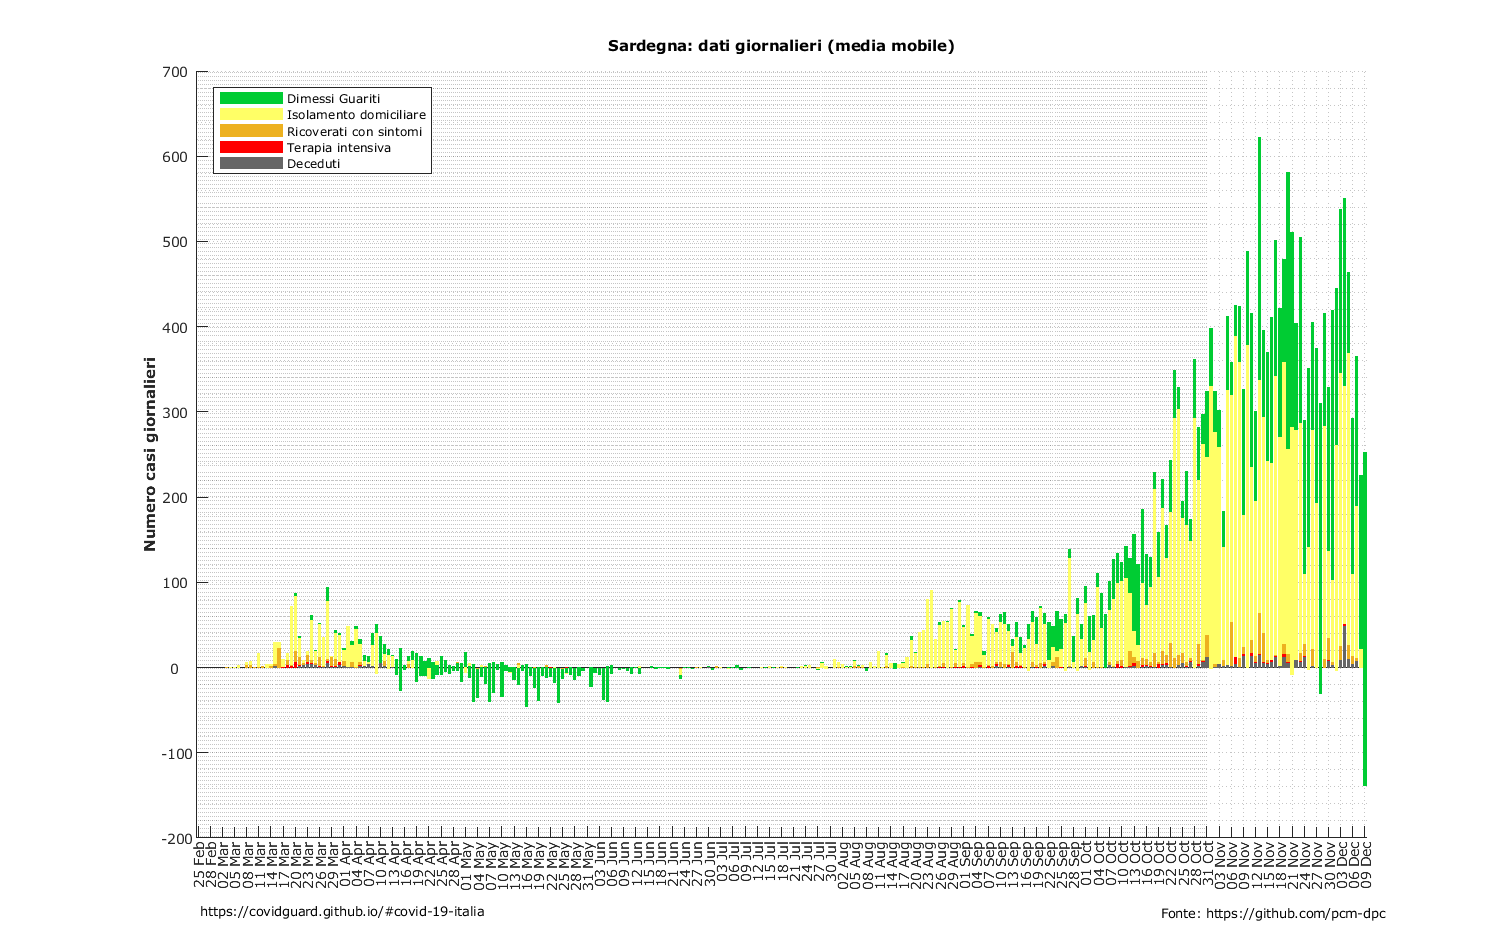 Sardegna: dati giornalieri (media mobile)
700
600
500
400
300
200
100
0
-100
-200
Numero casi giornalieri
Dimessi Guariti
Isolamento domiciliare
Ricoverati con sintomi
Terapia intensiva
Deceduti
25 Feb
28 Feb
02 Mar
05 Mar
08 Mar
11 Mar
14 Mar
17 Mar
20 Mar
23 Mar
26 Mar
29 Mar
01 Apr
04 Apr
07 Apr
10 Apr
13 Apr
16 Apr
19 Apr
22 Apr
25 Apr
28 Apr
01 May
04 May
07 May
10 May
13 May
16 May
19 May
22 May
25 May
28 May
31 May
03 Jun
06 Jun
09 Jun
12 Jun
15 Jun
18 Jun
21 Jun
24 Jun
27 Jun
30 Jun
03 Jul
06 Jul
09 Jul
12 Jul
15 Jul
18 Jul
21 Jul
24 Jul
27 Jul
30 Jul
02 Aug
05 Aug
08 Aug
11 Aug
14 Aug
17 Aug
20 Aug
23 Aug
26 Aug
29 Aug
01 Sep
04 Sep
07 Sep
10 Sep
13 Sep
16 Sep
19 Sep
22 Sep
25 Sep
28 Sep
01 Oct
04 Oct
07 Oct
10 Oct
13 Oct
16 Oct
19 Oct
22 Oct
25 Oct
28 Oct
31 Oct
03 Nov
06 Nov
09 Nov
12 Nov
15 Nov
18 Nov
21 Nov
24 Nov
27 Nov
30 Nov
03 Dec
06 Dec
09 Dec
https://covidguard.github.io/#covid-19-italia
Fonte: https://github.com/pcm-dpc